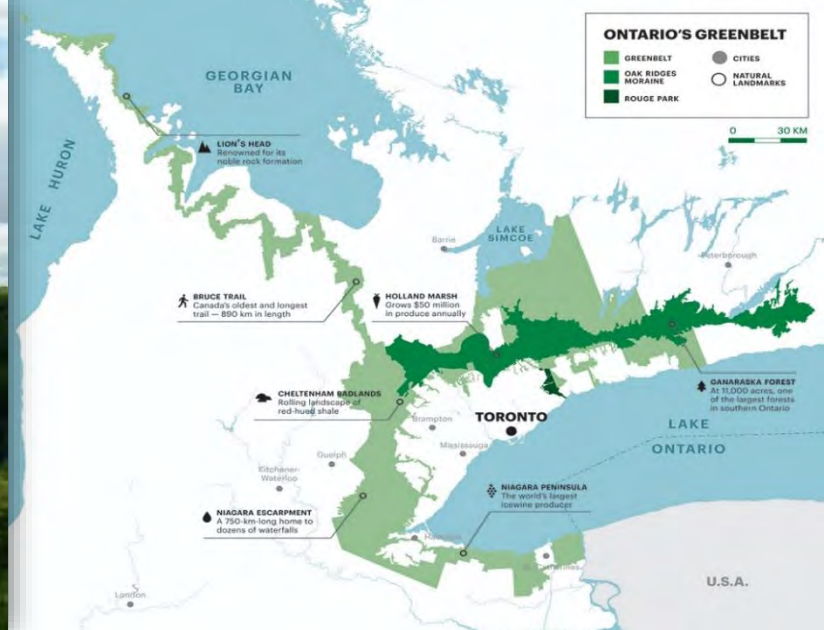 ONTARIO'S GREENBELT
GREENBELT
OAK RIDGES
MORAINE
ROUGE PARK
CITIES
NATURAL
LANDMARKS
0 30 KM
GEORGIAN
BAY
LAKE HURON
LION'S HEAD
Renowned for its
noble rock formation
LAKE
SIMCOE
Barrie
Peterborough
BRUCE TRAIL
Canada's oldest and longest
trail — 890 km in length
HOLLAND MARSH
Grows $50 million
in produce annually
CHELTENHAM BADLANDS
Rolling landscape of
red-hued shale
GANARASKA FOREST
At 11,000 acres, one
of the largest forests
in southern Ontario
TORONTO
Brampton
Mississauga
LAKE
ONTARIO
Guelph
Kitchener-
Waterloo
NIAGARA ESCARPMENT
A 750-km-long home to
dozens of waterfalls
NIAGARA PENINSULA
The world's largest
icewine producer
Hamilton
St. Catharines
London
U.S.A.